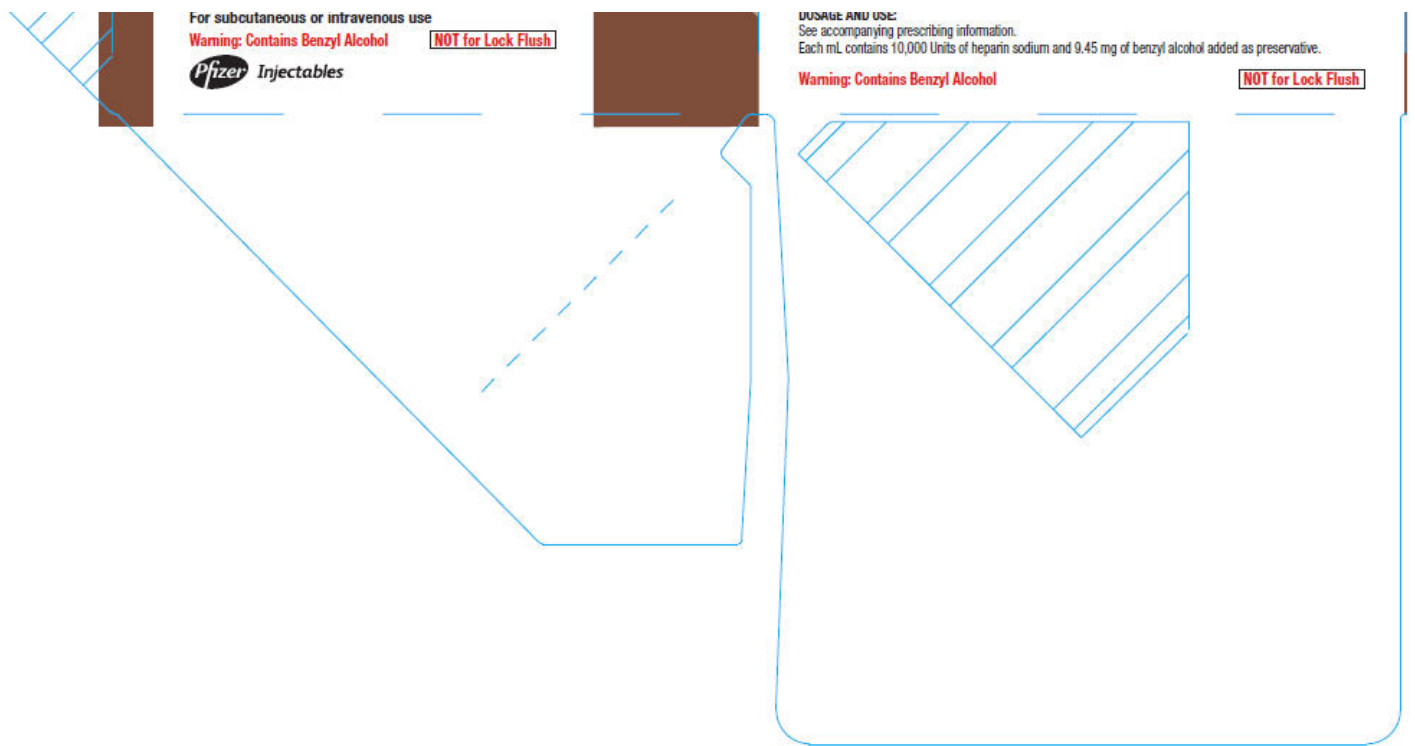 For subcutaneous or intravenous use
Warning: Contains Benzyl Alcohol NOT for Lock Flush
Pfizer Injectables
DOSAGE AND USE:
See accompanying prescribing information.
Each mL contains 10,000 Units of heparin sodium and 9.45 mg of benzyl alcohol added as preservative.
Warning: Contains Benzyl Alcohol NOT for Lock Flush